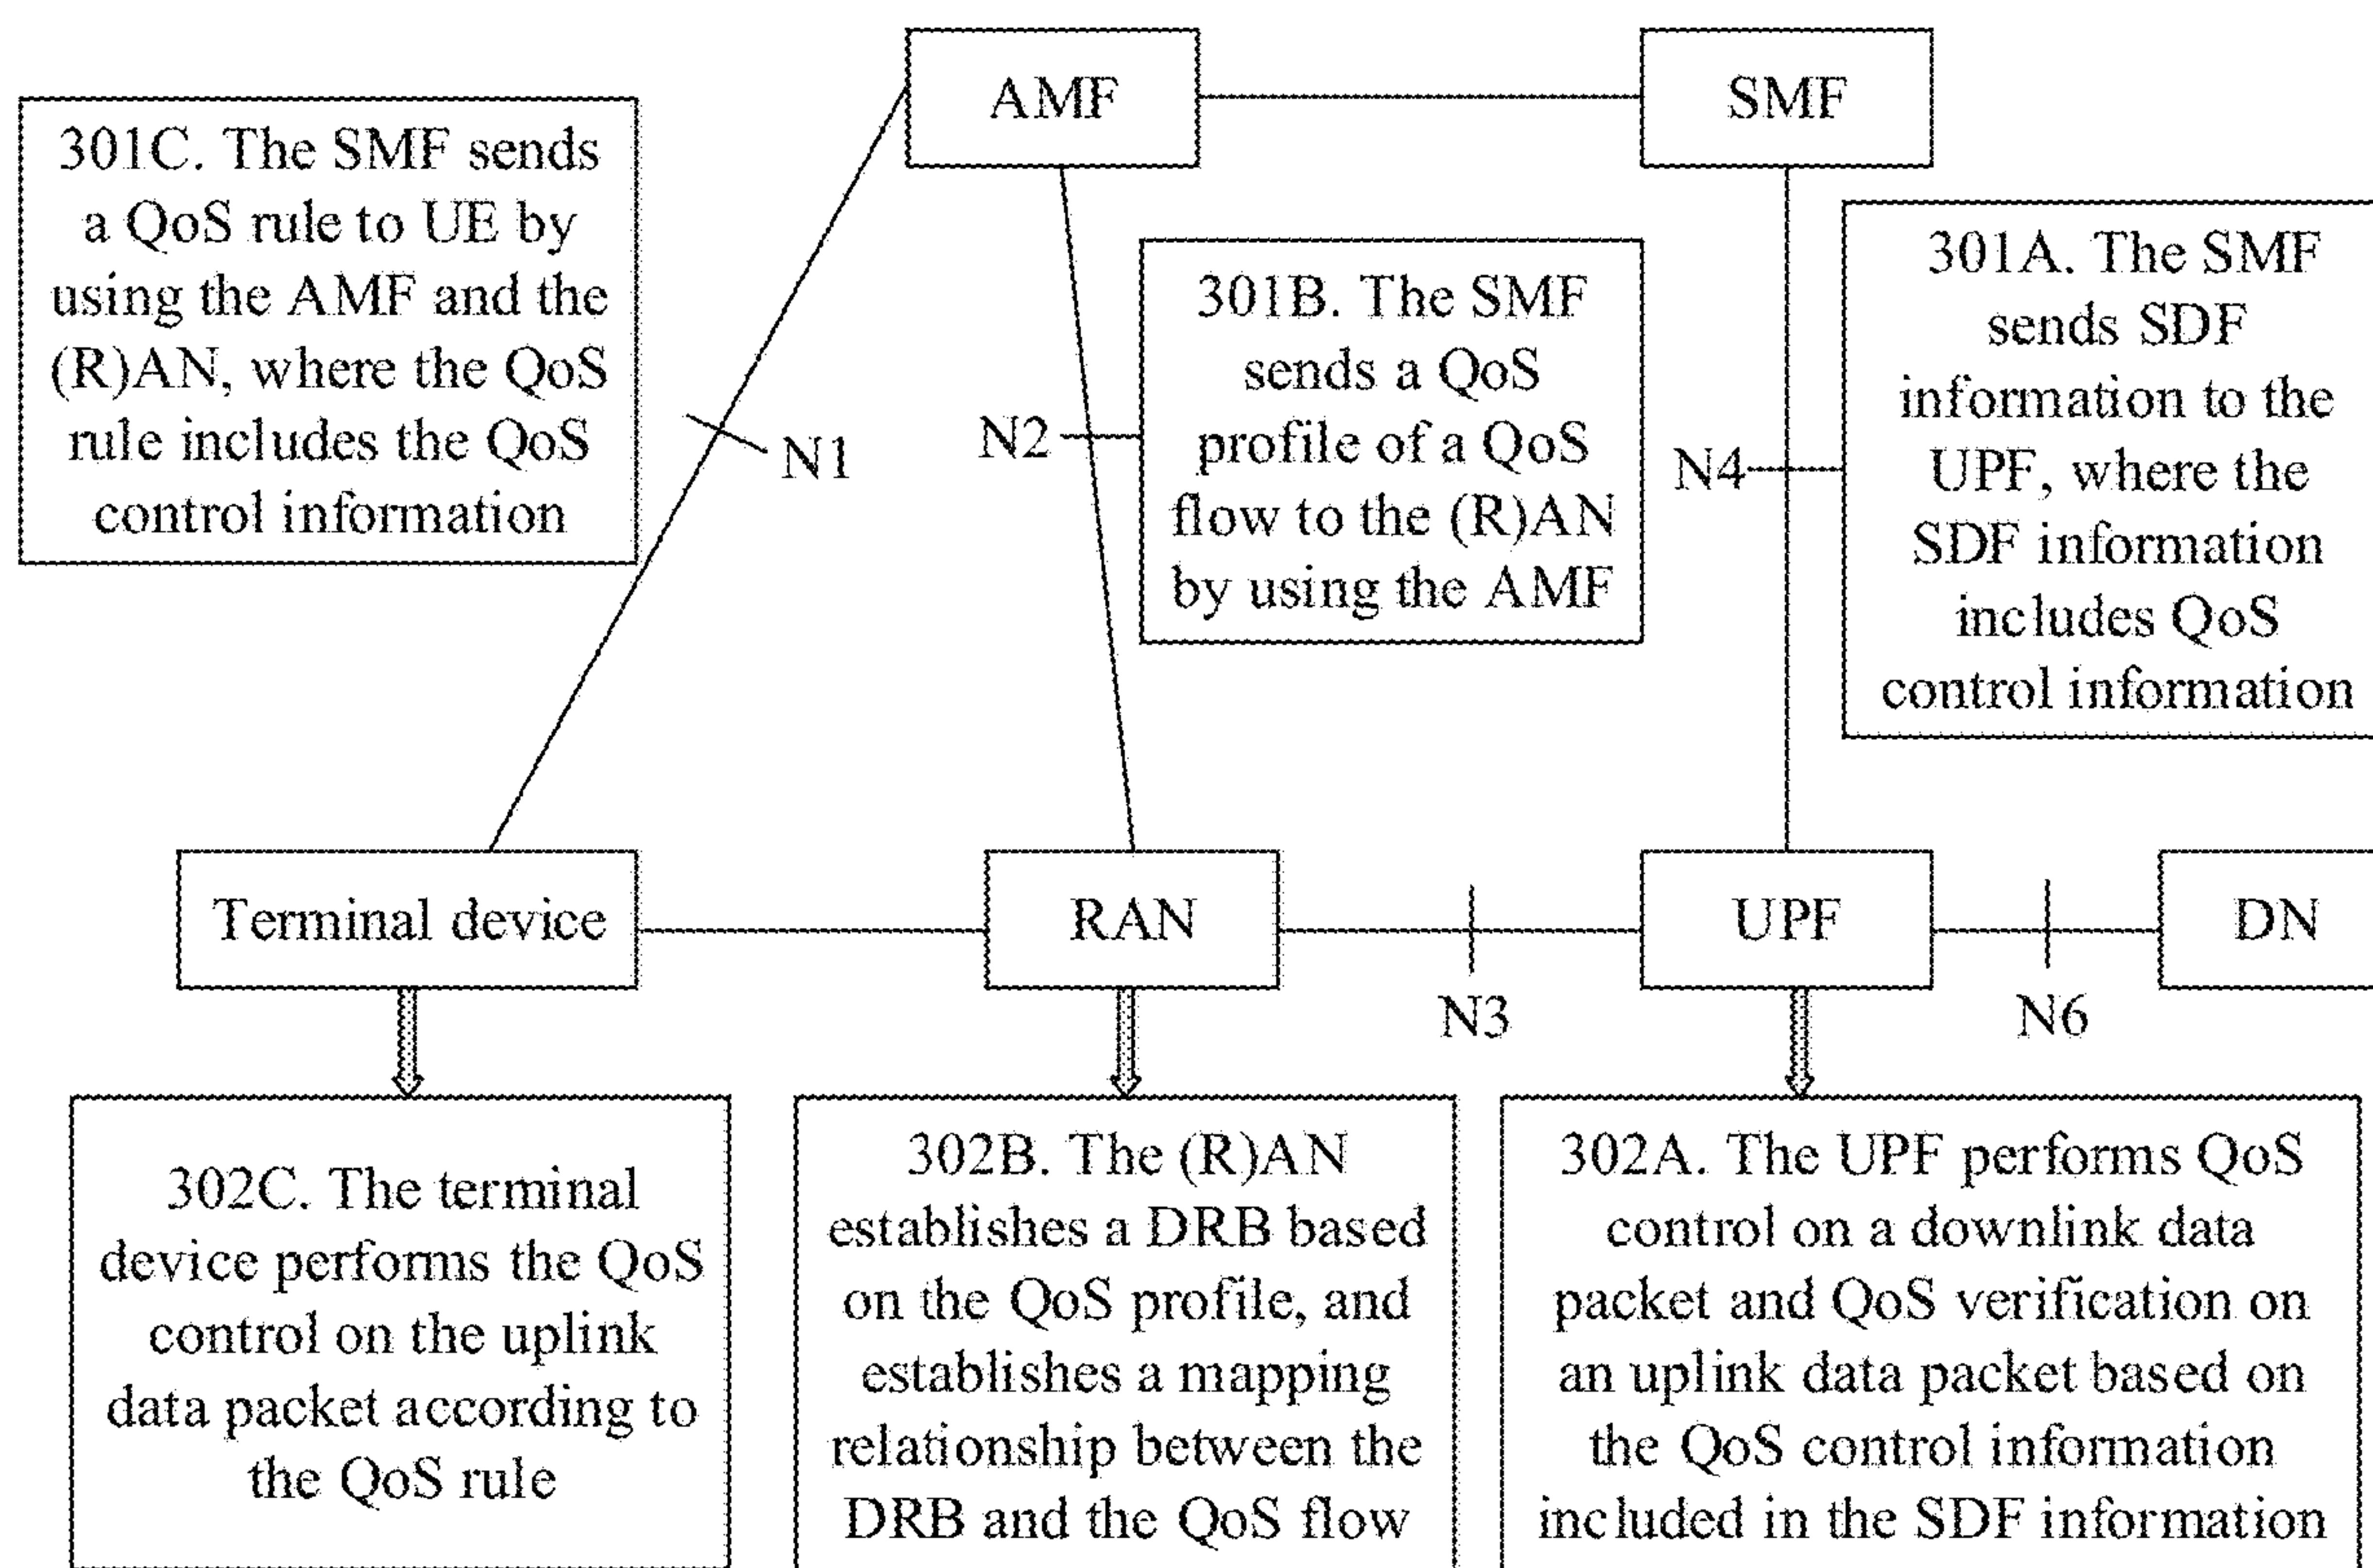 AMF
SMF
301C. The SMF sends
a QoS rule to UE by
using the AMF and the
(R)AN, where the QoS
rule includes the QoS
control information
N1
N2
301B. The SMF
sends a QoS
profile of a QoS
flow to the (R)AN
by using the AMF
N4
301A. The SMF
sends SDF
information to the
UPF, where the
SDF information
includes QoS
control information
Terminal device
RAN
UPF
DN
N3
N6
302C. The terminal
device performs the QoS
control on the uplink
data packet according to
the QoS rule
302B. The (R)AN
establishes a DRB based
on the QoS profile, and
establishes a mapping
relationship between the
DRB and the QoS flow
302A. The UPF performs QoS
control on a downlink data
packet and QoS verification on
an uplink data packet based on
the QoS control information
included in the SDF information